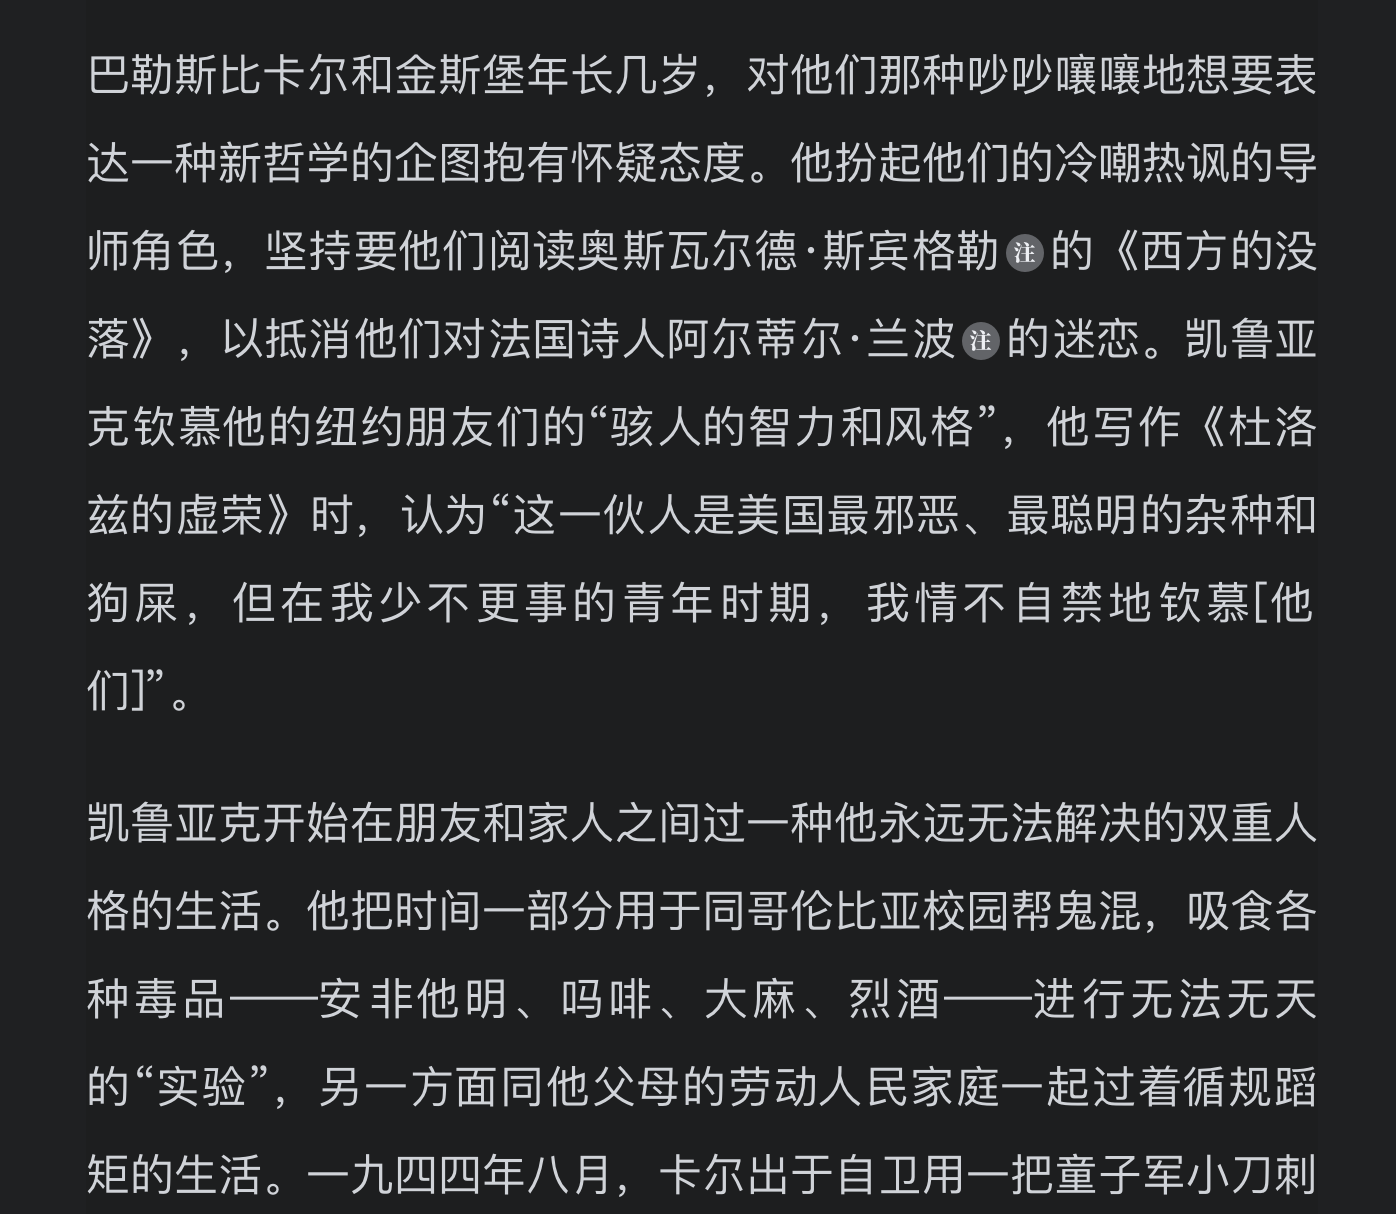 巴勒斯比卡尔和金斯堡年长几岁，对他们那种吵吵嚷嚷地想要表
达一种新哲学的企图抱有怀疑态度。他扮起他们的冷嘲热讽的导
师角色，坚持要他们阅读奥斯瓦尔德·斯宾格勒注的《西方的没
落》，以抵消他们对法国诗人阿尔蒂尔·兰波注的迷恋。凯鲁亚
克钦慕他的纽约朋友们的“骇人的智力和风格”，他写作《杜洛
兹的虚荣》时，认为“这一伙人是美国最邪恶、最聪明的杂种和
狗屎，但在我少不更事的青年时期，我情不自禁地钦慕[他
们]”。
凯鲁亚克开始在朋友和家人之间过一种他永远无法解决的双重人
格的生活。他把时间一部分用于同哥伦比亚校园帮鬼混，吸食各
种毒品——安非他明、吗啡、大麻、烈酒——进行无法无天
的“实验”，另一方面同他父母的劳动人民家庭一起过着循规蹈
矩的生活。一九四四年八月，卡尔出于自卫用一把童子军小刀刺